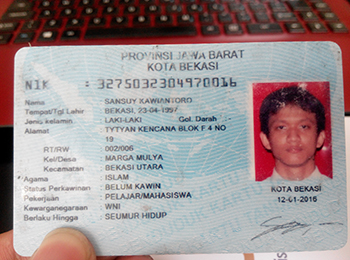 PROVINSI JAWA BARAT
KOTA BEKASI
NIK : 3275032304970016
Nama : SANSUY KAWIANTORO
Tempat/Tgl Lahir : BEKASI, 23-04-1997
Jenis kelamin : LAKI-LAKI Gol. Darah : -
Alamat : TYTYAN KENCANA BLOK F.4 NO
19
RT/RW : 002/006
Kel/Desa : MARGA MULYA
Kecamatan : BEKASI UTARA
Agama : ISLAM
Status Perkawinan : BELUM KAWIN
Pekerjaan : PELAJAR/MAHASISWA
Kewarganegaraan : WNI
Berlaku Hingga : SEUMUR HIDUP
KOTA BEKASI
12-01-2016